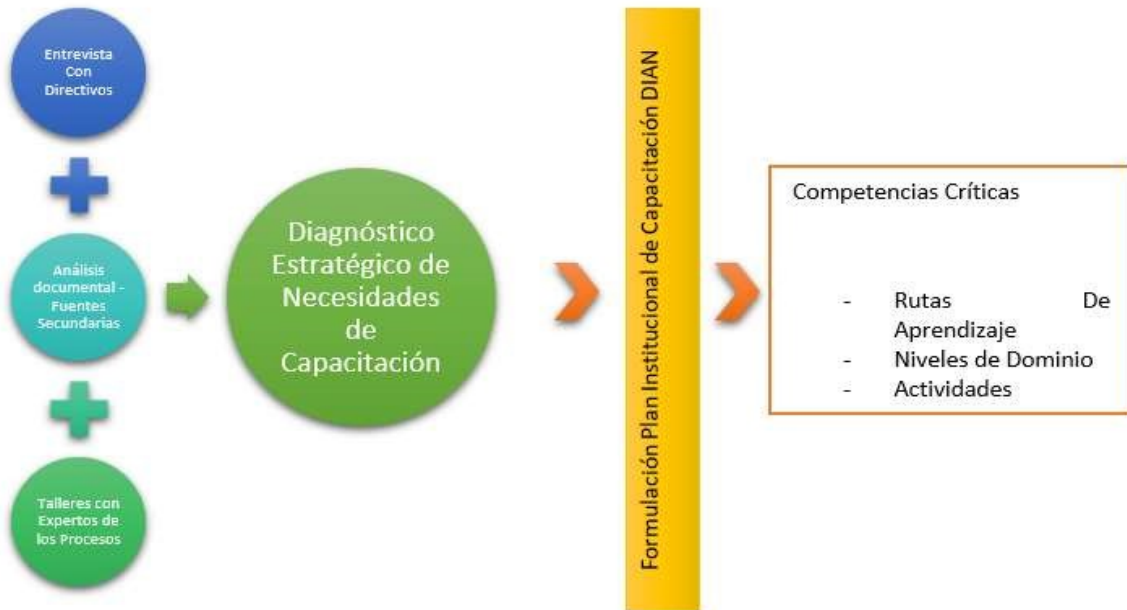 Entrevista
Con
Directivos
Análisis
documental -
Fuentes
Secundarias
Talleres con
Expertos de
los Procesos
Diagnóstico
Estratégico de
Necesidades
de
Capacitación
Formulación Plan Institucional de Capacitación DIAN
Competencias Críticas
- Rutas De
Aprendizaje
- Niveles de Dominio
- Actividades